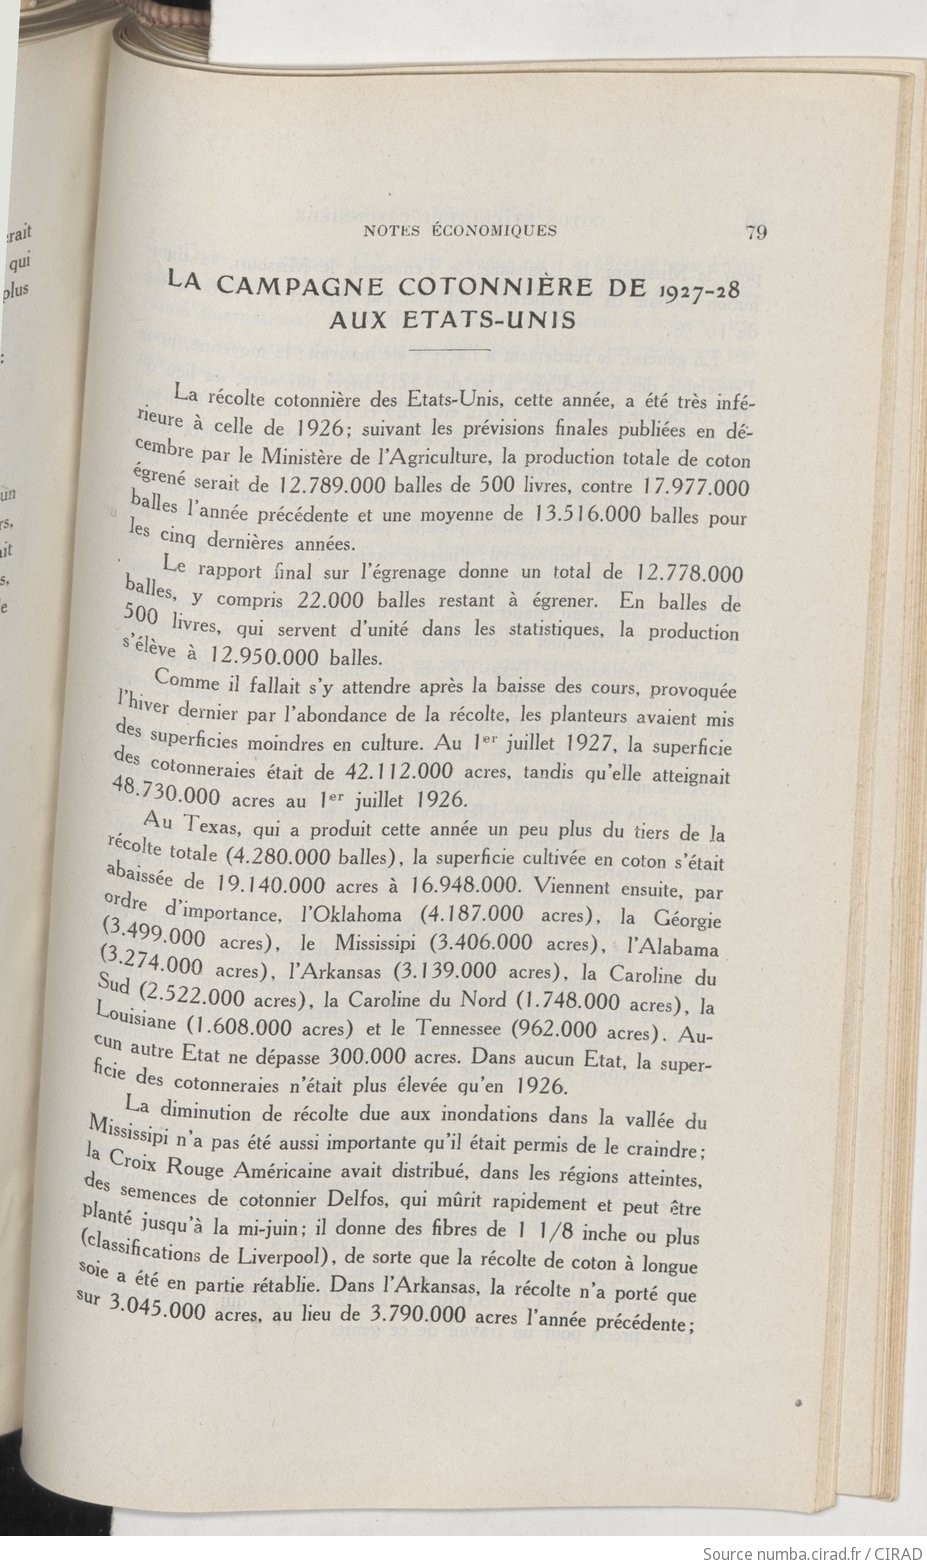 erait
qui
plus
:
un
rs,
ait
s,
e
NOTES ÉCONOMIQUES 79
LA CAMPAGNE COTONNIÈRE DE 1927-28
AUX ETATS-UNIS
La récolte cotonnière des Etats-Unis, cette année, a été très infé-
rieure à celle de 1926; suivant les prévisions finales publiées en dé-
cembre par le Ministère de l'Agriculture, la production totale de coton
égrené serait de 12.789.000 balles de 500 livres, contre 17.977.000
balles l'année précédente et une moyenne de 13.516.000 balles pour
les cinq dernières années.
Le rapport final sur l'égrenage donne un total de 12.778.000
balles, y compris 22.000 balles restant à égrener. En balles de
500 livres, qui servent d'unité dans les statistiques, la production
s'élève à 12.950.000 balles.
Comme il fallait s'y attendre après la baisse des cours, provoquée
l'hiver dernier par l'abondance de la récolte, les planteurs avaient mis
des superficies moindres en culture. Au 1er juillet 1927, la superficie
des cotonneraies était de 42.112.000 acres, tandis qu'elle atteignait
48.730.000 acres au 1er juillet 1926.
Au Texas, qui a produit cette année un peu plus du tiers de la
récolte totale (4.280.000 balles), la superficie cultivée en coton s'était
abaissée de 19.140.000 acres à 16.948.000. Viennent ensuite, par
ordre d'importance, l'Oklahoma (4.187.000 acres), la Géorgie
(3.499.000 acres), le Mississipi (3.406.000 acres), l'Alabama
(3.274.000 acres), l'Arkansas (3.139.000 acres), la Caroline du
Sud (2.522.000 acres), la Caroline du Nord (1.748.000 acres), la
Louisiane (1.608.000 acres) et le Tennessee (962.000 acres). Au-
cun autre Etat ne dépasse 300.000 acres. Dans aucun Etat, la super-
ficie des cotonneraies n'était plus élevée qu'en 1926.
La diminution de récolte due aux inondations dans la vallée du
Mississipi n'a pas été aussi importante qu'il était permis de le craindre;
la Croix Rouge Américaine avait distribué, dans les régions atteintes,
des semences de cotonnier Delfos, qui mûrit rapidement et peut être
planté jusqu'à la mi-juin; il donne des fibres de 1 1/8 inche ou plus
(classifications de Liverpool), de sorte que la récolte de coton à longue
soie a été en partie rétablie. Dans l'Arkansas, la récolte n'a porté que
sur 3.045.000 acres, au lieu de 3.790.000 acres l'année précédente;
Source numba.cirad.fr / CIRAD